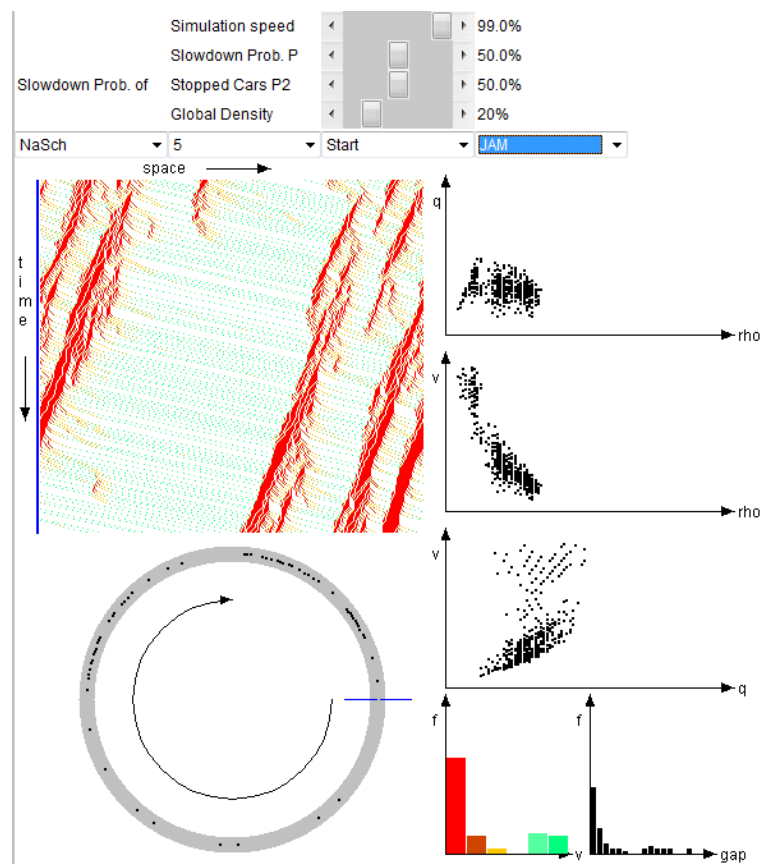 Simulation speed 99.0%
Slowdown Prob. P 50.0%
Slowdown Prob. of Stopped Cars P2 50.0%
Global Density 20%
NaSch 5 Start JAM
space
time
q
rho
v
rho
v
q
f f
v gap